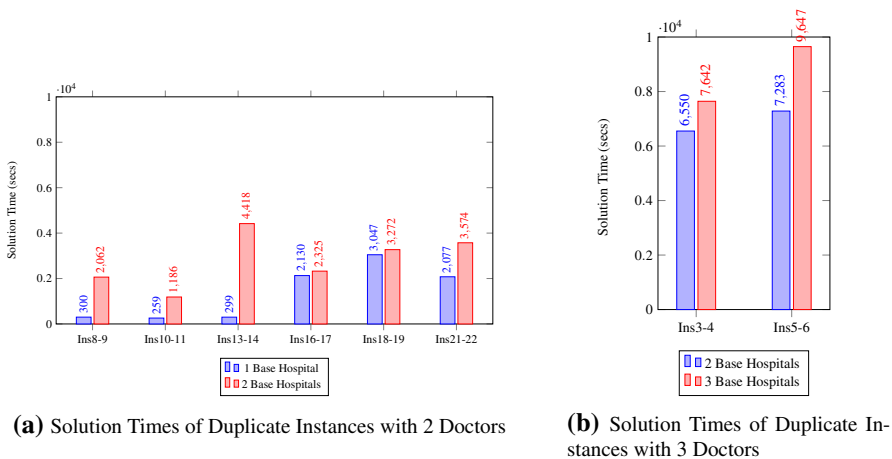 ·10⁴
1
0.8
0.6
0.4
0.2
0
Solution Time (secs)
300
2,062
259
1,186
299
4,418
2,130
2,325
3,047
3,272
2,077
3,574
Ins8-9 Ins10-11 Ins13-14 Ins16-17 Ins18-19 Ins21-22
1 Base Hospital
2 Base Hospitals
(a) Solution Times of Duplicate Instances with 2 Doctors
·10⁴
1
0.8
0.6
0.4
0.2
0
Solution Time (secs)
6,550
7,642
7,283
9,647
Ins3-4 Ins5-6
2 Base Hospitals
3 Base Hospitals
(b) Solution Times of Duplicate In-
stances with 3 Doctors